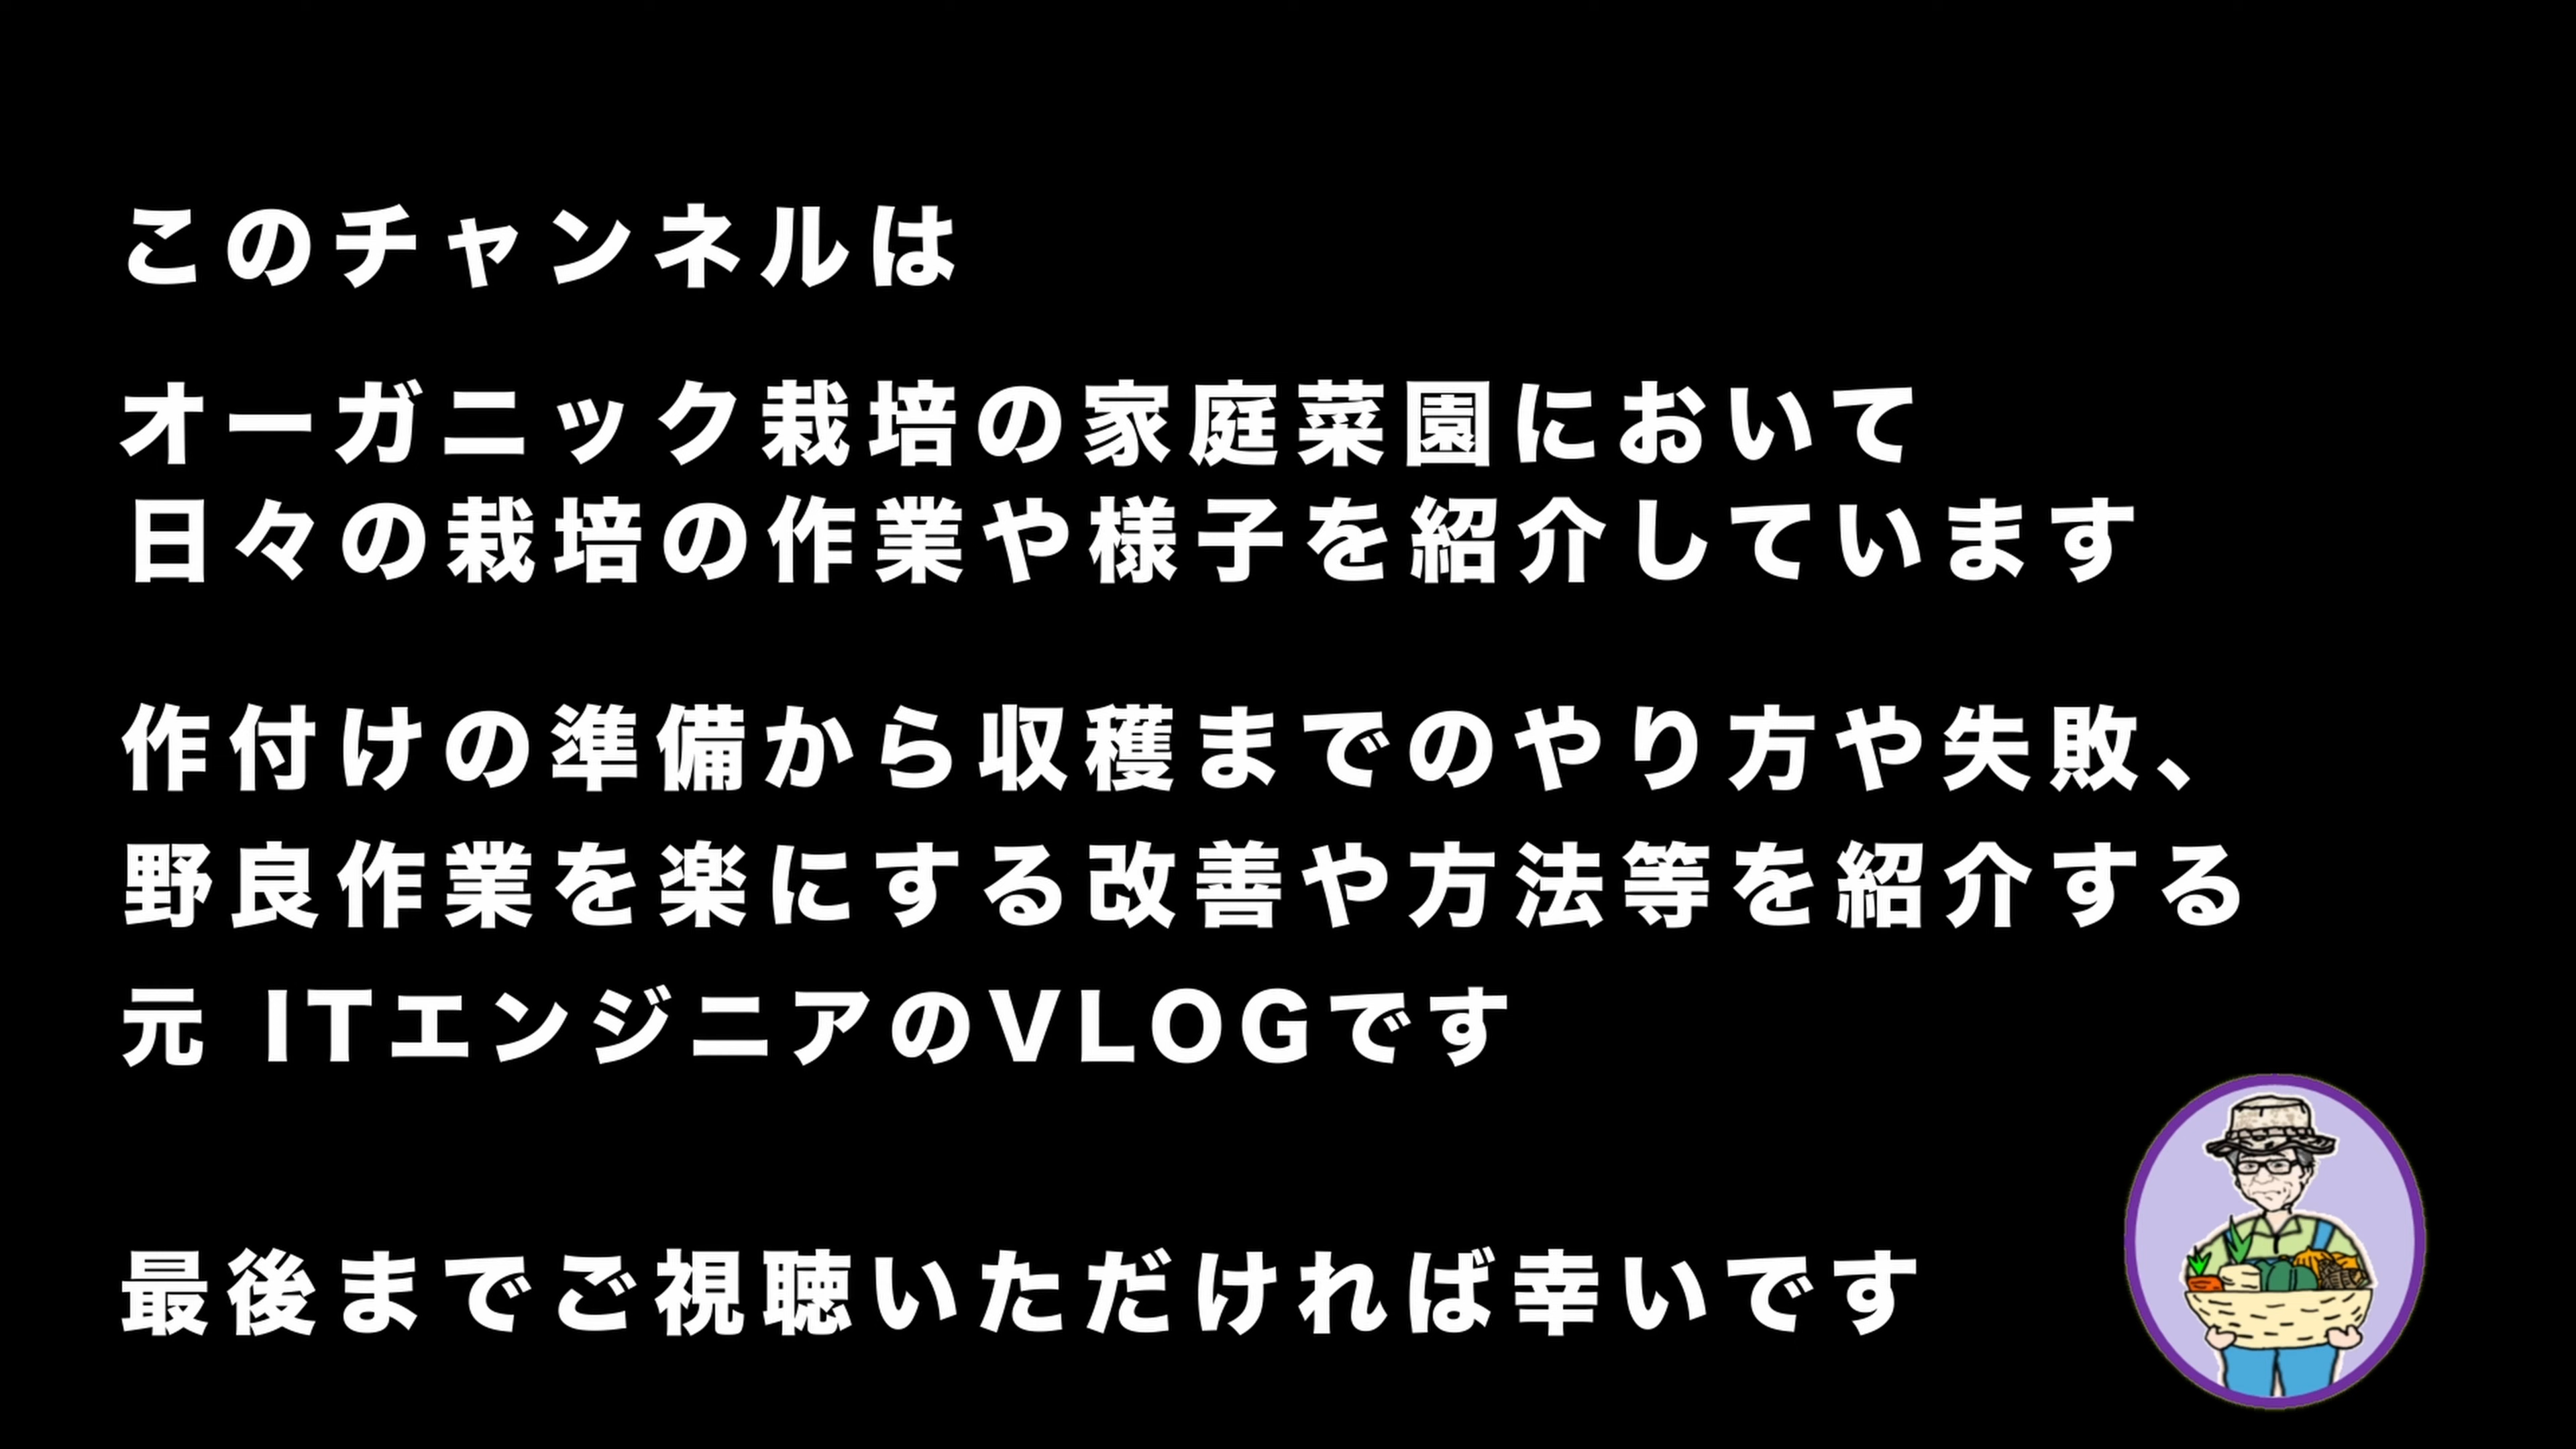 このチャンネルは
オーガニック栽培の家庭菜園において
日々の栽培の作業や様子を紹介しています
作付けの準備から収穫までのやり方や失敗、
野良作業を楽にする改善や方法等を紹介する
元 ITエンジニアのVLOGです
最後までご視聴いただければ幸いです